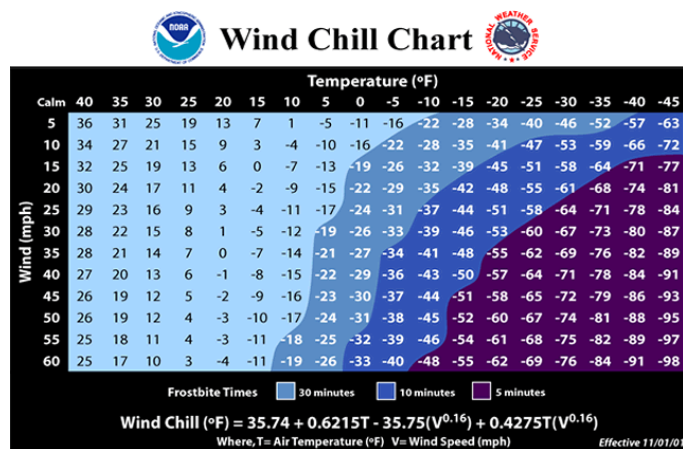 NOAA
Wind Chill Chart
NATIONAL WEATHER SERVICE
Temperature (ºF)
Calm 40 35 30 25 20 15 10 5 0 -5 -10 -15 -20 -25 -30 -35 -40 -45
5 36 31 25 19 13 7 1 -5 -11 -16 -22 -28 -34 -40 -46 -52 -57 -63
10 34 27 21 15 9 3 -4 -10 -16 -22 -28 -35 -41 -47 -53 -59 -66 -72
15 32 25 19 13 6 0 -7 -13 -19 -26 -32 -39 -45 -51 -58 -64 -71 -77
20 30 24 17 11 4 -2 -9 -15 -22 -29 -35 -42 -48 -55 -61 -68 -74 -81
25 29 23 16 9 3 -4 -11 -17 -24 -31 -37 -44 -51 -58 -64 -71 -78 -84
30 28 22 15 8 1 -5 -12 -19 -26 -33 -39 -46 -53 -60 -67 -73 -80 -87
35 28 21 14 7 0 -7 -14 -21 -27 -34 -41 -48 -55 -62 -69 -76 -82 -89
40 27 20 13 6 -1 -8 -15 -22 -29 -36 -43 -50 -57 -64 -71 -78 -84 -91
45 26 19 12 5 -2 -9 -16 -23 -30 -37 -44 -51 -58 -65 -72 -79 -86 -93
50 26 19 12 4 -3 -10 -17 -24 -31 -38 -45 -52 -60 -67 -74 -81 -88 -95
55 25 18 11 4 -3 -11 -18 -25 -32 -39 -46 -54 -61 -68 -75 -82 -89 -97
60 25 17 10 3 -4 -11 -19 -26 -33 -40 -48 -55 -62 -69 -76 -84 -91 -98
Wind (mph)
Frostbite Times 30 minutes 10 minutes 5 minutes
Wind Chill (ºF) = 35.74 + 0.6215T - 35.75(V^0.16) + 0.4275T(V^0.16)
Where, T= Air Temperature (ºF) V= Wind Speed (mph)
Effective 11/01/01